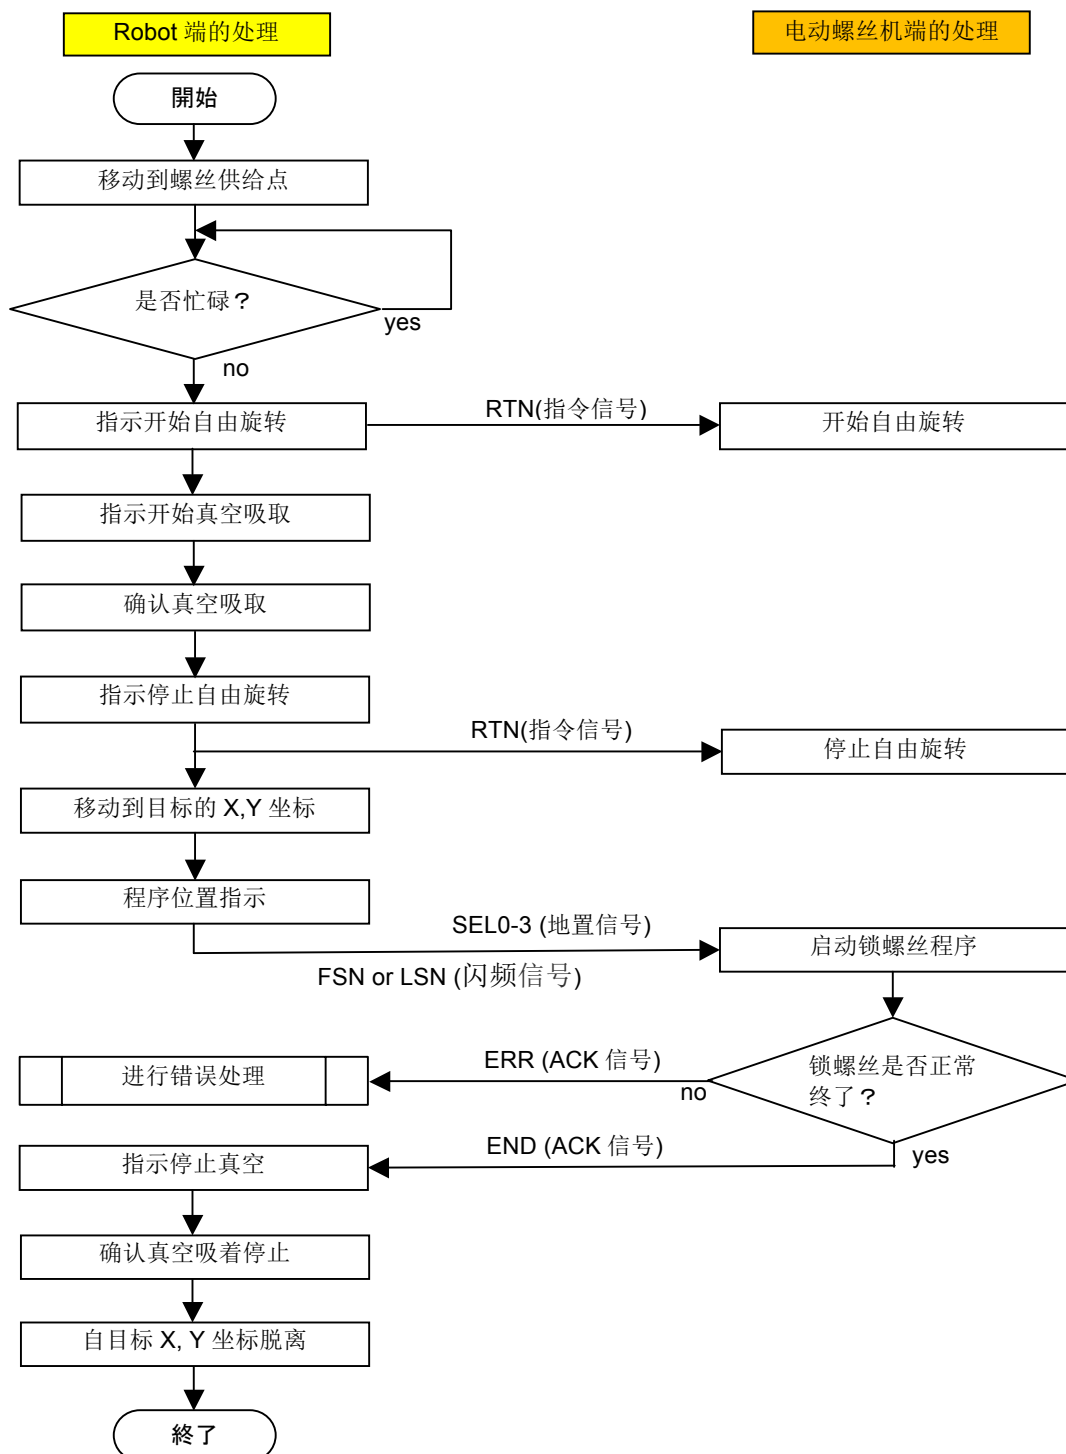 Robot 端的处理
电动螺丝机端的处理
開始
移动到螺丝供给点
是否忙碌？
yes
no
指示开始自由旋转
RTN(指令信号)
开始自由旋转
指示开始真空吸取
确认真空吸取
指示停止自由旋转
RTN(指令信号)
停止自由旋转
移动到目标的 X,Y 坐标
程序位置指示
SEL0-3 (地置信号)
启动锁螺丝程序
FSN or LSN (闪频信号)
ERR (ACK 信号)
锁螺丝是否正常
终了？
进行错误处理
no
END (ACK 信号)
yes
指示停止真空
确认真空吸着停止
自目标 X, Y 坐标脱离
終了